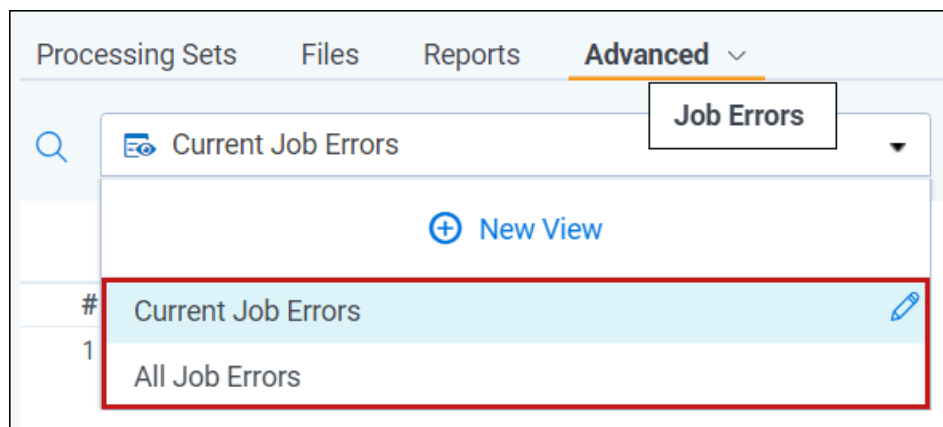 Processing Sets Files Reports Advanced
Job Errors
Current Job Errors
New View
#
Current Job Errors
1
All Job Errors